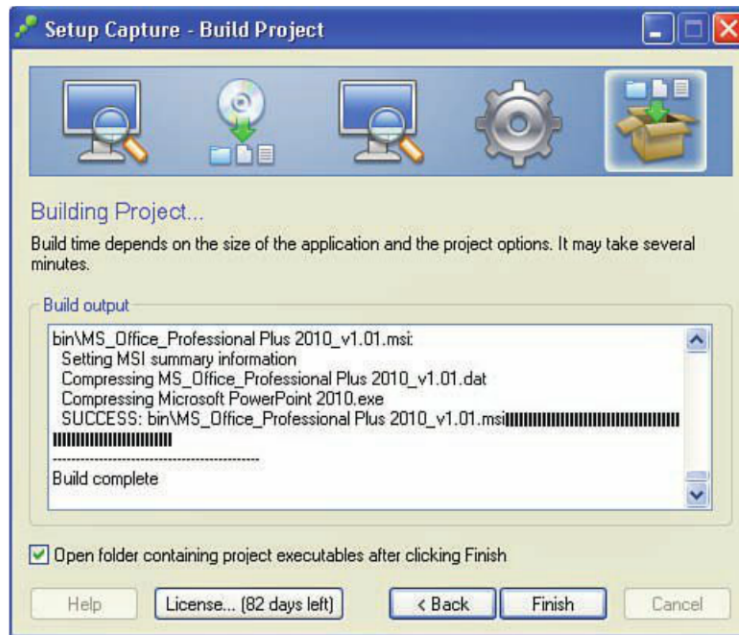 Setup Capture - Build Project
Building Project...
Build time depends on the size of the application and the project options. It may take several
minutes.
Build output
bin\MS_Office_Professional Plus 2010_v1.01.msi:
Setting MSI summary information
Compressing MS_Office_Professional Plus 2010_v1.01.dat
Compressing Microsoft PowerPoint 2010.exe
SUCCESS: bin\MS_Office_Professional Plus 2010_v1.01.msi
--------------------------------------------
Build complete
Open folder containing project executables after clicking Finish
Help
License... (82 days left)
< Back
Finish
Cancel